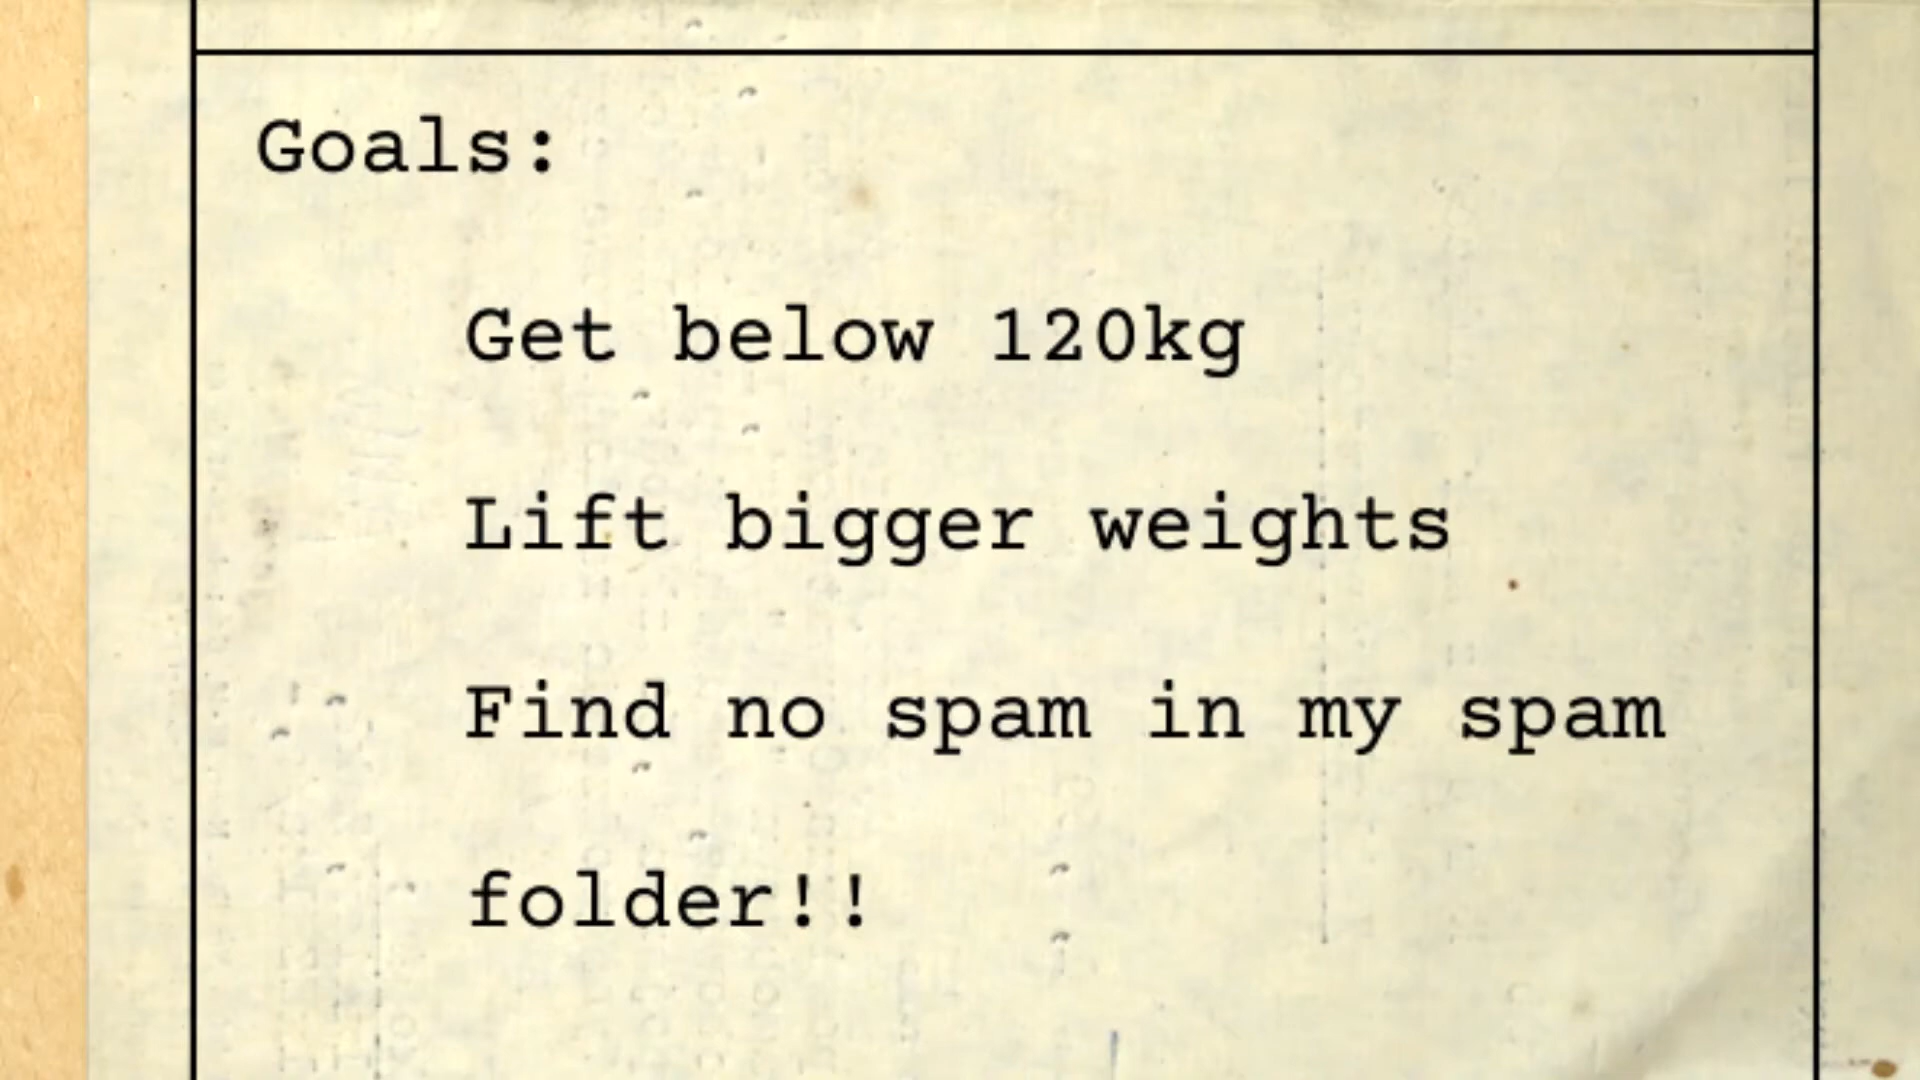 Goals:
Get below 120kg
Lift bigger weights
Find no spam in my spam
folder!!